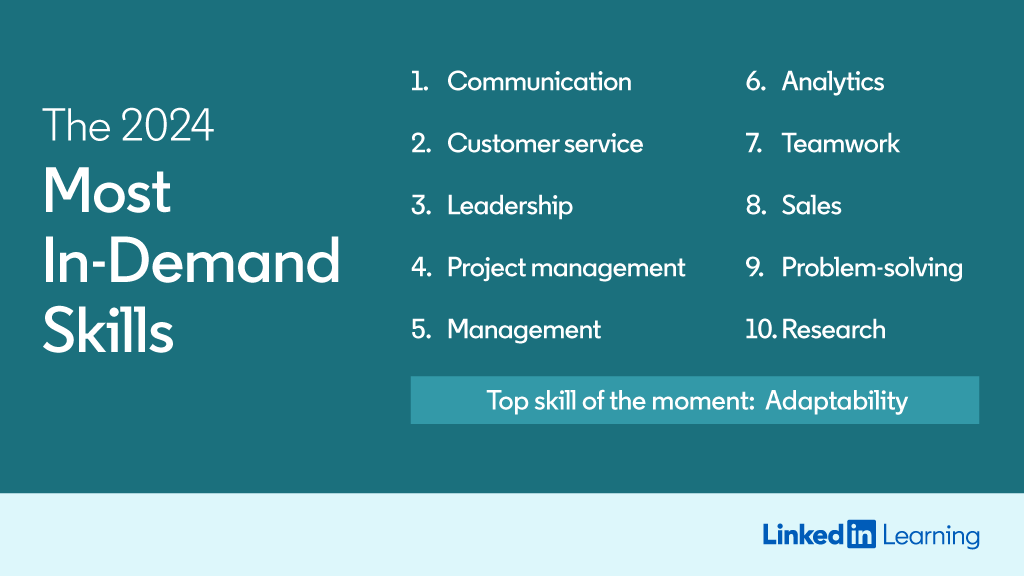 The 2024
Most
In-Demand
Skills
1. Communication
2. Customer service
3. Leadership
4. Project management
5. Management
6. Analytics
7. Teamwork
8. Sales
9. Problem-solving
10. Research
Top skill of the moment: Adaptability
LinkedIn Learning